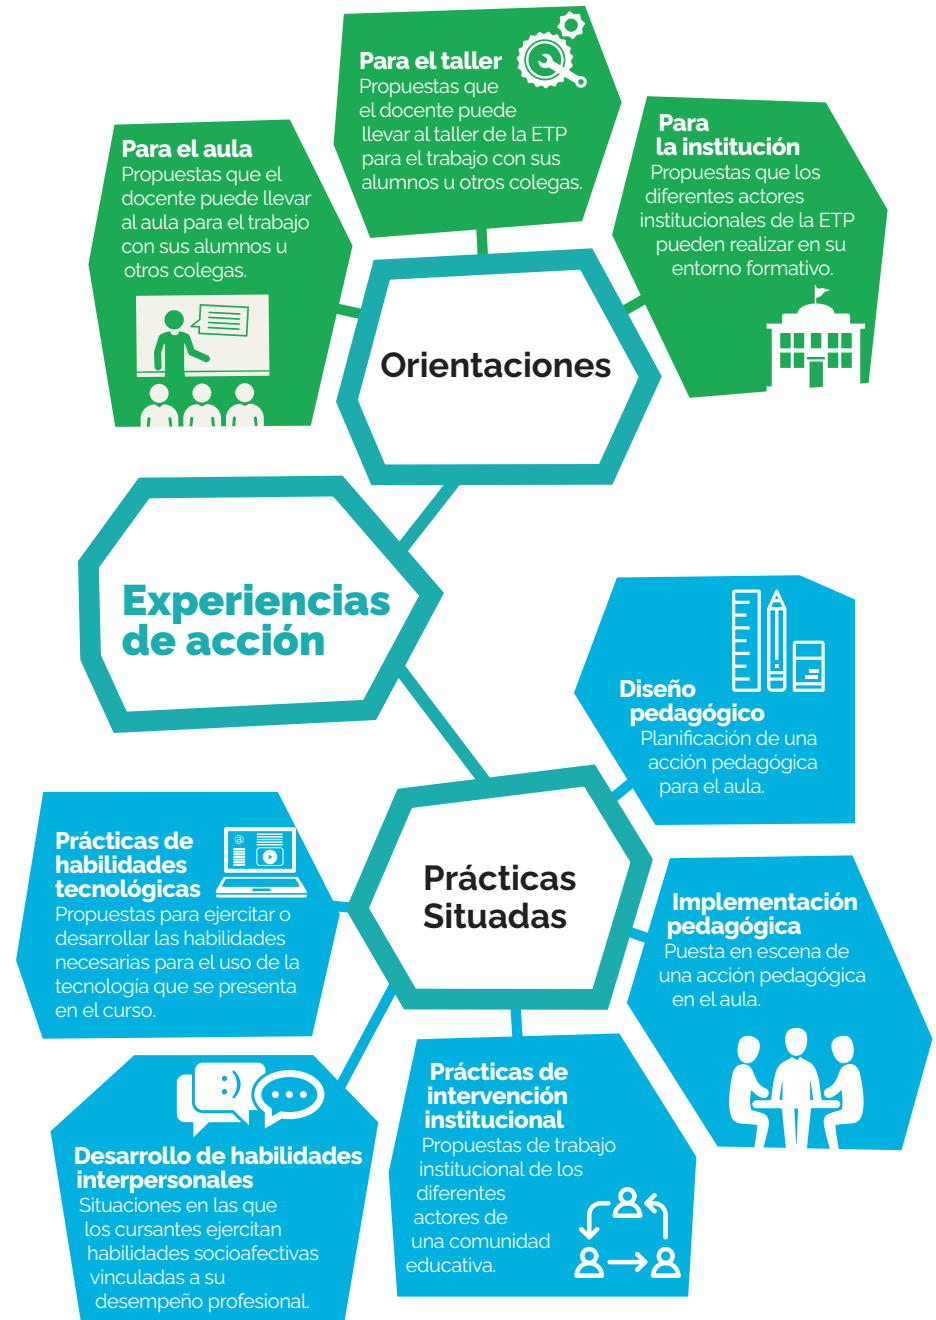 Para el taller
Propuestas que
el docente puede
llevar al taller de la ETP
para el trabajo con sus
alumnos u otros colegas.
Para
la institución
Propuestas que los
diferentes actores
institucionales de la ETP
pueden realizar en su
entorno formativo.
Para el aula
Propuestas que el
docente puede llevar
al aula para el trabajo
con sus alumnos u
otros colegas.
Orientaciones
Experiencias
de acción
Diseño
pedagógico
Planificación de una
acción pedagógica
para el aula.
Prácticas de
habilidades
tecnológicas
Propuestas para ejercitar o
desarrollar las habilidades
necesarias para el uso de la
tecnología que se presenta
en el curso.
@
Prácticas
Situadas
Implementación
pedagógica
Puesta en escena de
una acción pedagógica
en el aula.
Desarrollo de habilidades
interpersonales
Situaciones en las que
los cursantes ejercitan
habilidades socioafectivas
vinculadas a su
desempeño profesional.
Prácticas de
intervención
institucional
Propuestas de trabajo
institucional de los
diferentes
actores de
una comunidad
educativa.